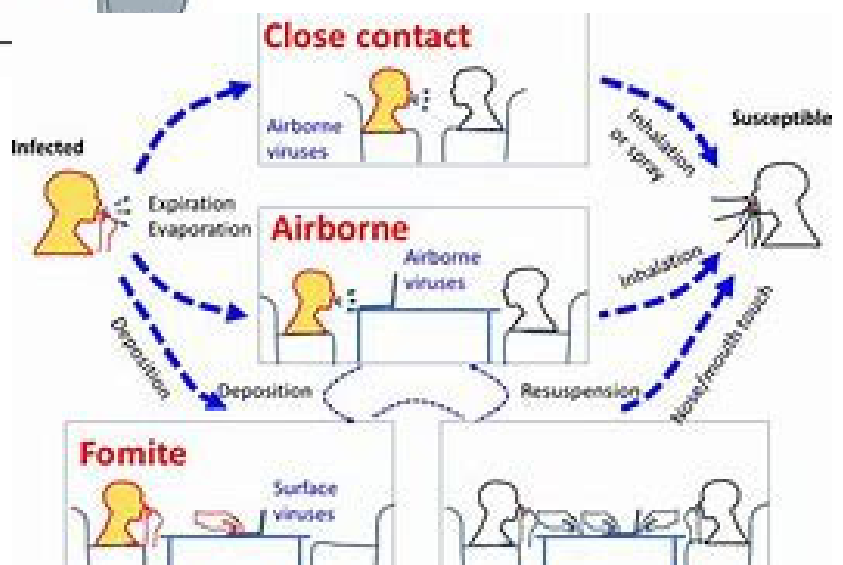 Close contact
Airborne
viruses
Infected
Expiration
Evaporation
Inhalation
or spray
Susceptible
Airborne
Airborne
viruses
Inhalation
Deposition
Deposition
Resuspension
Nose/mouth touch
Fomite
Surface
viruses